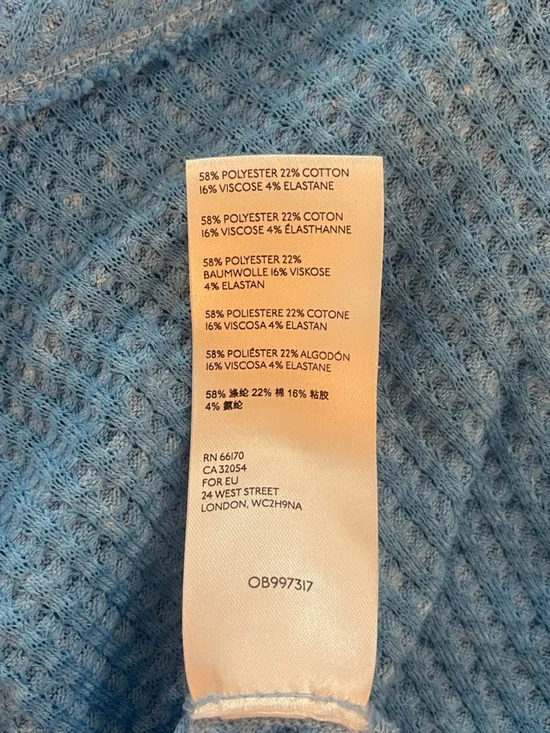 58% POLYESTER 22% COTTON
16% VISCOSE 4% ELASTANE
58% POLYESTER 22% COTON
16% VISCOSE 4% ÉLASTHANNE
58% POLYESTER 22%
BAUMWOLLE 16% VISKOSE
4% ELASTAN
58% POLIESTERE 22% COTONE
16% VISCOSA 4% ELASTAN
58% POLIÉSTER 22% ALGODÓN
16% VISCOSA 4% ELASTANE
58% 涤纶 22% 棉 16% 粘胶
4% 氨纶
RN 66170
CA 32054
FOR EU
24 WEST STREET
LONDON, WC2H9NA
OB997317